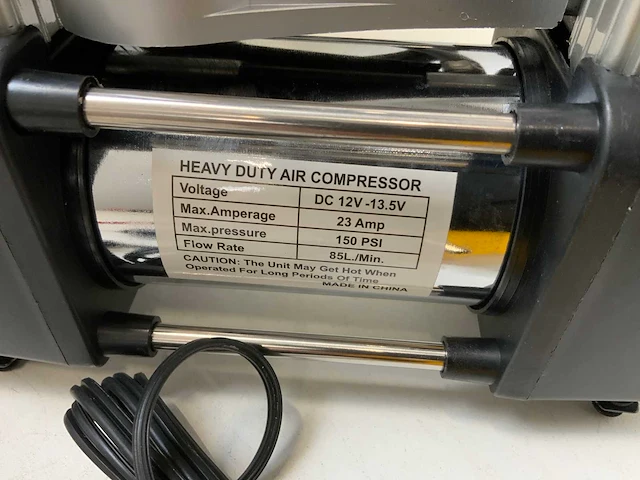 HEAVY DUTY AIR COMPRESSOR
Voltage DC 12V -13.5V
Max.Amperage 23 Amp
Max.pressure 150 PSI
Flow Rate 85L./Min.
CAUTION: The Unit May Get Hot When
Operated For Long Periods Of Time
MADE IN CHINA